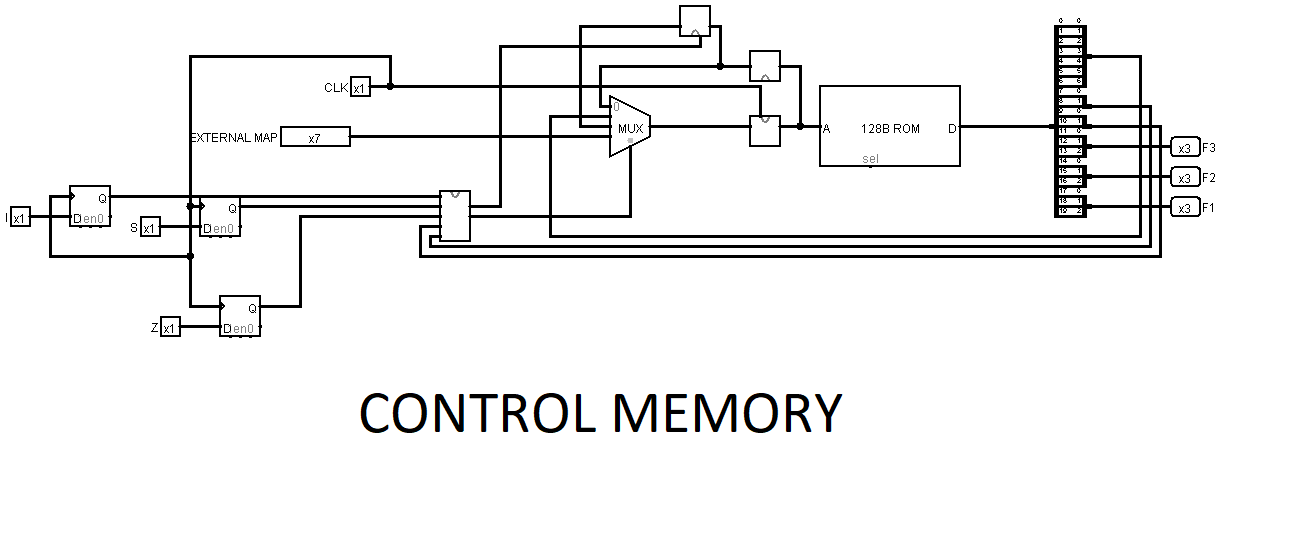 CLK x1
EXTERNAL MAP x7
0
MUX
A 128B ROM D
sel
x3 F3
x3 F2
x3 F1
I x1
Q
D en0
S x1
Q
D en0
Z x1
Q
D en0
CONTROL MEMORY